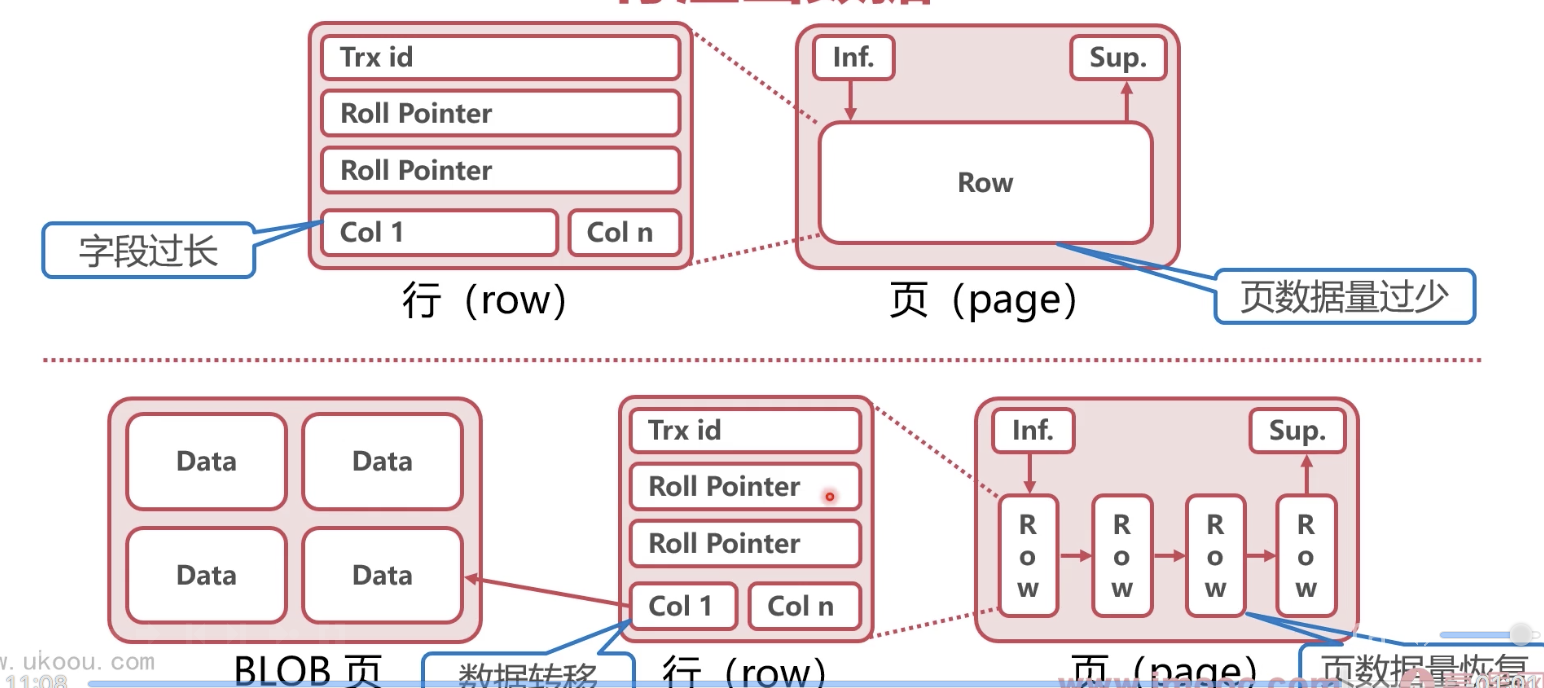 Trx id
Roll Pointer
Roll Pointer
Col 1
Col n
字段过长
行（row）
Inf.
Sup.
Row
页（page）
页数据量过少
Data
Data
Data
Data
BLOB 页
Trx id
Roll Pointer
Roll Pointer
Col 1
Col n
数据转移
行（row）
Inf.
Sup.
Row
Row
Row
Row
页（page）
页数据量恢复
w.ukoou.com
11:08